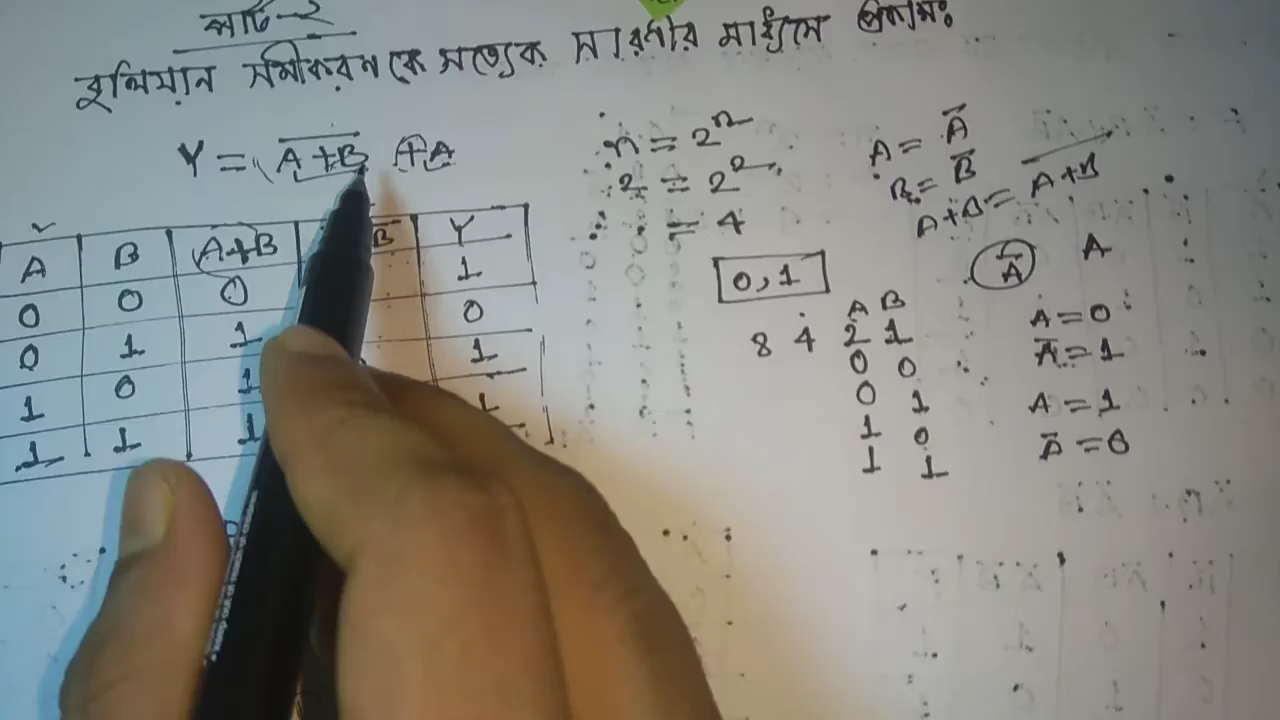 পার্ট-২
বুলিয়ান সমীকরণকে সত্যেক সারণীর মাধ্যমে প্রকাশঃ
Y = (A̅+̅B̅ + A
A B A+B B̅ Y
0 0 0 1
0 1 1 0
1 0 1 1
1 1 1 1
n = 2ⁿ
2 = 2²
= 4
0, 1
A B
8 4 2 1
0 0
0 1
1 0
1 1
A = A̅
B = B̅
A+B = A̅+̅B̅
A̅ A
A = 0
A̅ = 1
A = 1
A̅ = 0